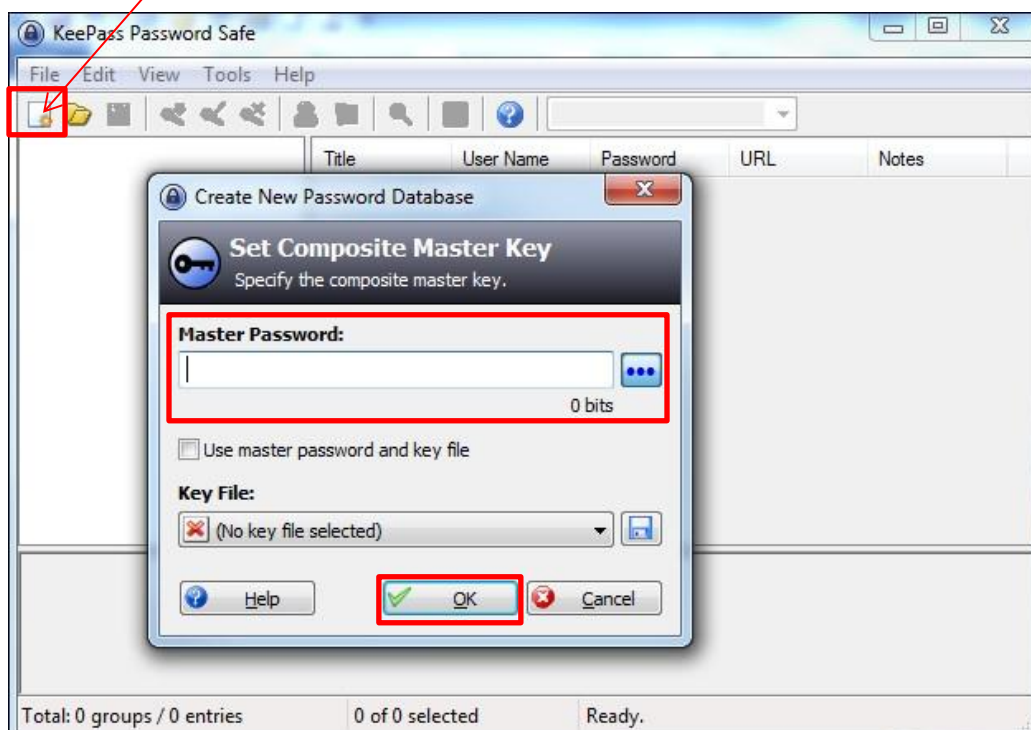 KeePass Password Safe
File Edit View Tools Help
Title User Name Password URL Notes
Create New Password Database
Set Composite Master Key
Specify the composite master key.
Master Password:
0 bits
Use master password and key file
Key File:
(No key file selected)
Help OK Cancel
Total: 0 groups / 0 entries 0 of 0 selected Ready.